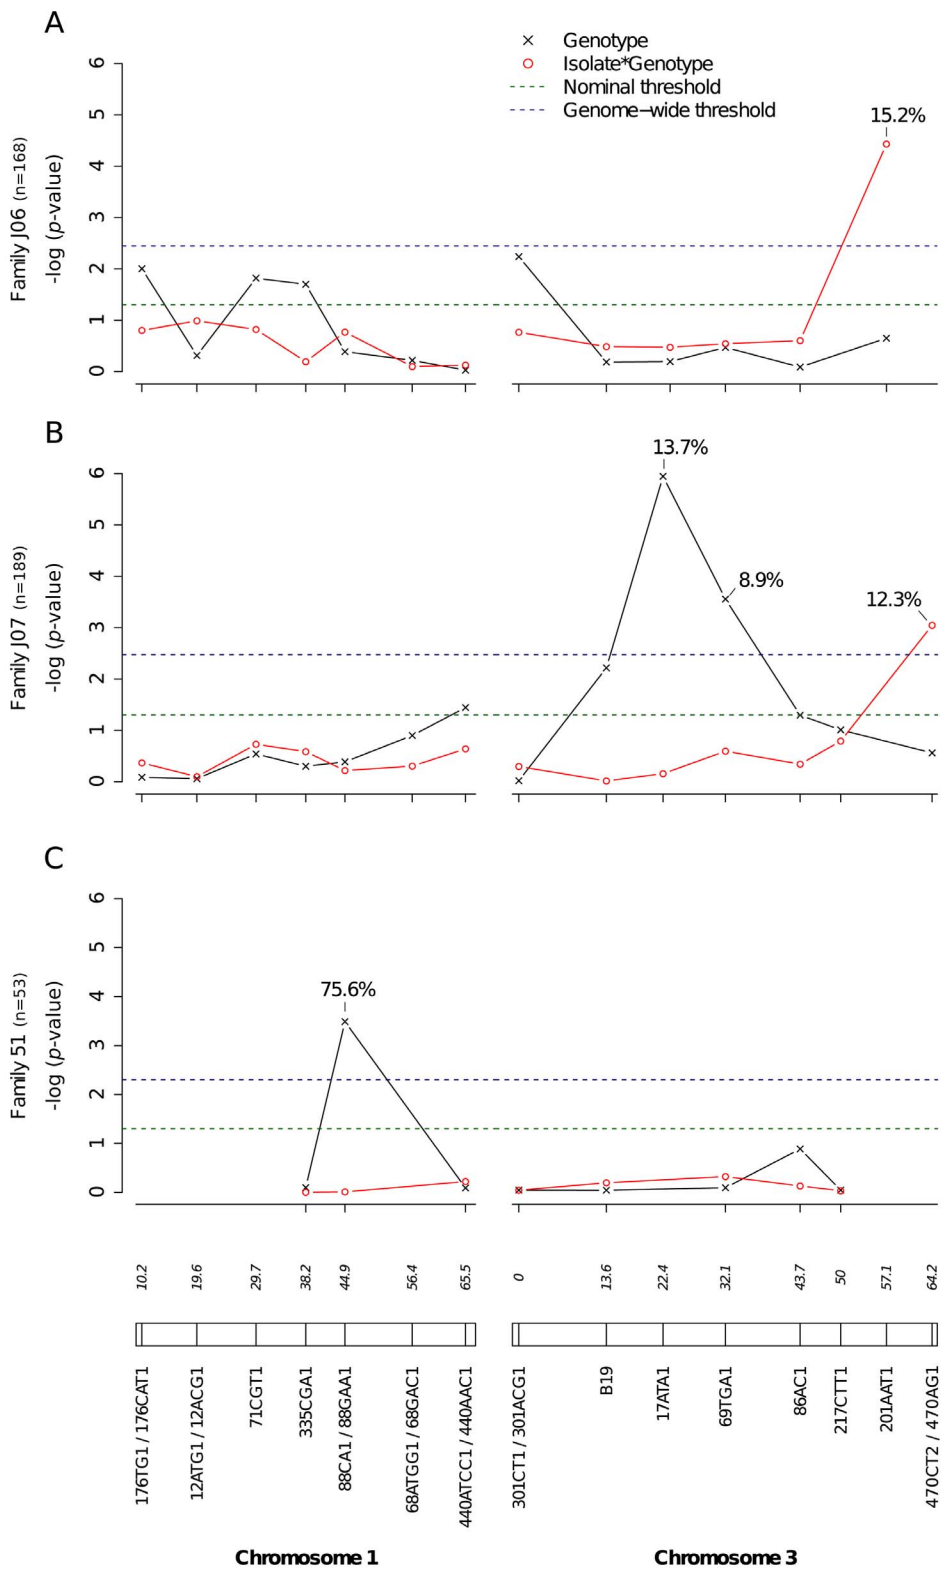 A
Genotype
Isolate*Genotype
Nominal threshold
Genome−wide threshold
Family J06 (n=168)
-log (p-value)
0 1 2 3 4 5 6
15.2%
B
Family J07 (n=189)
-log (p-value)
0 1 2 3 4 5 6
13.7%
8.9%
12.3%
C
Family 51 (n=53)
-log (p-value)
0 1 2 3 4 5 6
75.6%
10.2 19.6 29.7 38.2 44.9 56.4 65.5 0 13.6 22.4 32.1 43.7 50 57.1 64.2
176TG1 / 176CAT1
12ATG1 / 12ACG1
71CGT1
335CGA1
88CA1 / 88GAA1
68ATGG1 / 68GAC1
440ATCC1 / 440AAC1
301CT1 / 301ACG1
B19
17ATA1
69TGA1
86AC1
217CTT1
201AAT1
470CT2 / 470AG1
Chromosome 1
Chromosome 3